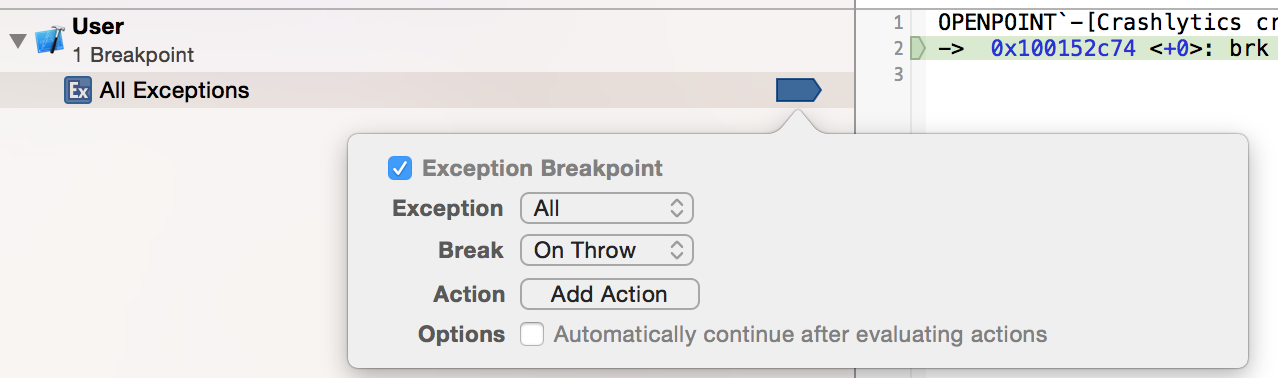 User
1 Breakpoint
Ex All Exceptions
1 OPENPOINT`-[Crashlytics cr
2 -> 0x100152c74 <+0>: brk
3
Exception Breakpoint
Exception All
Break On Throw
Action Add Action
Options Automatically continue after evaluating actions